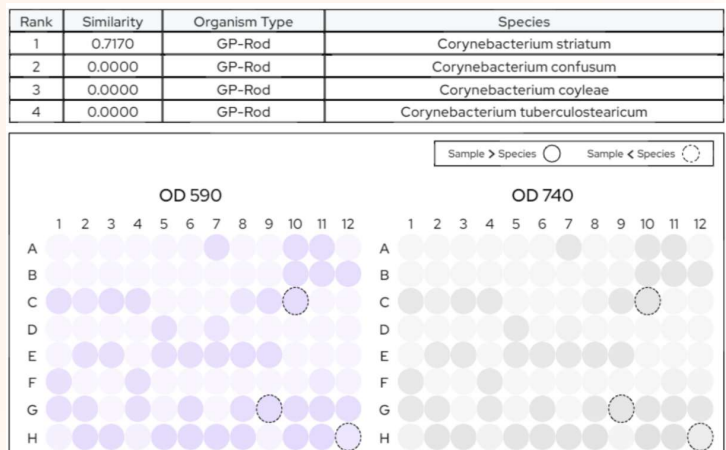 Rank Similarity Organism Type Species
1 0.7170 GP-Rod Corynebacterium striatum
2 0.0000 GP-Rod Corynebacterium confusum
3 0.0000 GP-Rod Corynebacterium coyleae
4 0.0000 GP-Rod Corynebacterium tuberculostearicum
Sample > Species Sample < Species
OD 590 OD 740
1 2 3 4 5 6 7 8 9 10 11 12 1 2 3 4 5 6 7 8 9 10 11 12
A A
B B
C C
D D
E E
F F
G G
H H